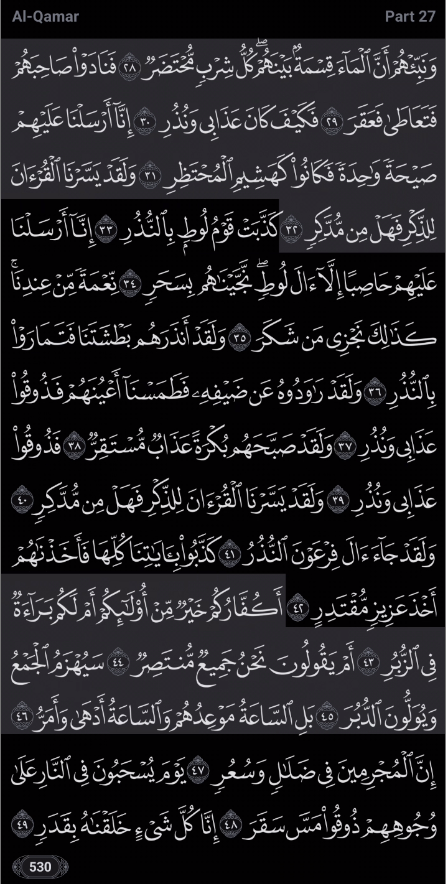 Al-Qamar Part 27
وَنَبِّئْهُمْ أَنَّ ٱلْمَآءَ قِسْمَةٌۢ بَيْنَهُمْ ۖ كُلُّ شِرْبٍ مُّحْتَضَرٌ ٢٨ فَنَادَوْا۟ صَاحِبَهُمْ
فَتَعَاطَىٰ فَعَقَرَ ٢٩ فَكَيْفَ كَانَ عَذَابِى وَنُذُرِ ٣٠ إِنَّآ أَرْسَلْنَا عَلَيْهِمْ
صَيْحَةً وَٰحِدَةً فَكَانُوا۟ كَهَشِيمِ ٱلْمُحْتَظِرِ ٣١ وَلَقَدْ يَسَّرْنَا ٱلْقُرْءَانَ
لِلذِّكْرِ فَهَلْ مِن مُّدَّكِرٍ ٣٢ كَذَّبَتْ قَوْمُ لُوطٍۭ بِٱلنُّذُرِ ٣٣ إِنَّآ أَرْسَلْنَا
عَلَيْهِمْ حَاصِبًا إِلَّآ ءَالَ لُوطٍ ۖ نَّجَّيْنَٰهُم بِسَحَرٍ ٣٤ نِّعْمَةً مِّنْ عِندِنَا ۚ
كَذَٰلِكَ نَجْزِى مَن شَكَرَ ٣٥ وَلَقَدْ أَنذَرَهُم بَطْشَتَنَا فَتَمَارَوْا۟
بِٱلنُّذُرِ ٣٦ وَلَقَدْ رَٰوَدُوهُ عَن ضَيْفِهِۦ فَطَمَسْنَآ أَعْيُنَهُمْ فَذُوقُوا۟
عَذَابِى وَنُذُرِ ٣٧ وَلَقَدْ صَبَّحَهُم بُكْرَةً عَذَابٌ مُّسْتَقِرٌّ ٣٨ فَذُوقُوا۟
عَذَابِى وَنُذُرِ ٣٩ وَلَقَدْ يَسَّرْنَا ٱلْقُرْءَانَ لِلذِّكْرِ فَهَلْ مِن مُّدَّكِرٍ ٤٠
وَلَقَدْ جَآءَ ءَالَ فِرْعَوْنَ ٱلنُّذُرُ ٤١ كَذَّبُوا۟ بِـَٔايَٰتِنَا كُلِّهَا فَأَخَذْنَٰهُمْ
أَخْذَ عَزِيزٍ مُّقْتَدِرٍ ٤٢ أَكُفَّارُكُمْ خَيْرٌ مِّنْ أُو۟لَٰٓئِكُمْ أَمْ لَكُم بَرَآءَةٌ
فِى ٱلزُّبُرِ ٤٣ أَمْ يَقُولُونَ نَحْنُ جَمِيعٌ مُّنتَصِرٌ ٤٤ سَيُهْزَمُ ٱلْجَمْعُ
وَيُوَلُّونَ ٱلدُّبُرَ ٤٥ بَلِ ٱلسَّاعَةُ مَوْعِدُهُمْ وَٱلسَّاعَةُ أَدْهَىٰ وَأَمَرُّ ٤٦
إِنَّ ٱلْمُجْرِمِينَ فِى ضَلَٰلٍ وَسُعُرٍ ٤٧ يَوْمَ يُسْحَبُونَ فِى ٱلنَّارِ عَلَىٰ
وُجُوهِهِمْ ذُوقُوا۟ مَسَّ سَقَرَ ٤٨ إِنَّا كُلَّ شَىْءٍ خَلَقْنَٰهُ بِقَدَرٍ ٤٩
530